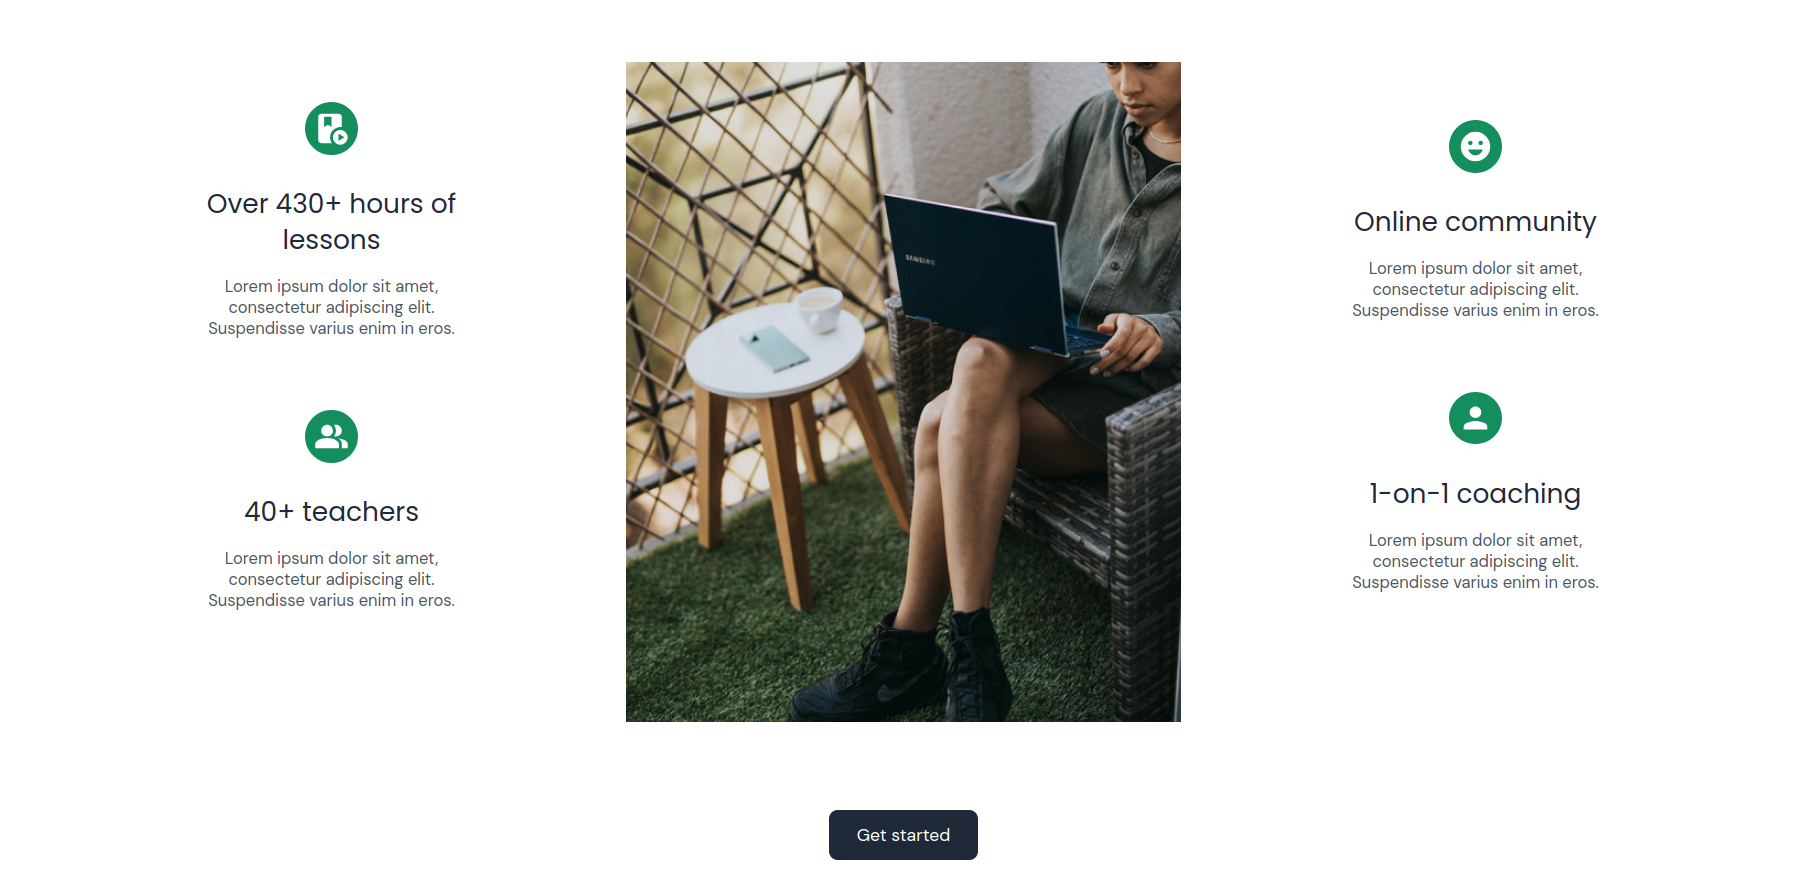 Over 430+ hours of
lessons
Lorem ipsum dolor sit amet,
consectetur adipiscing elit.
Suspendisse varius enim in eros.
40+ teachers
Lorem ipsum dolor sit amet,
consectetur adipiscing elit.
Suspendisse varius enim in eros.
SAMSUNG
Online community
Lorem ipsum dolor sit amet,
consectetur adipiscing elit.
Suspendisse varius enim in eros.
1-on-1 coaching
Lorem ipsum dolor sit amet,
consectetur adipiscing elit.
Suspendisse varius enim in eros.
Get started